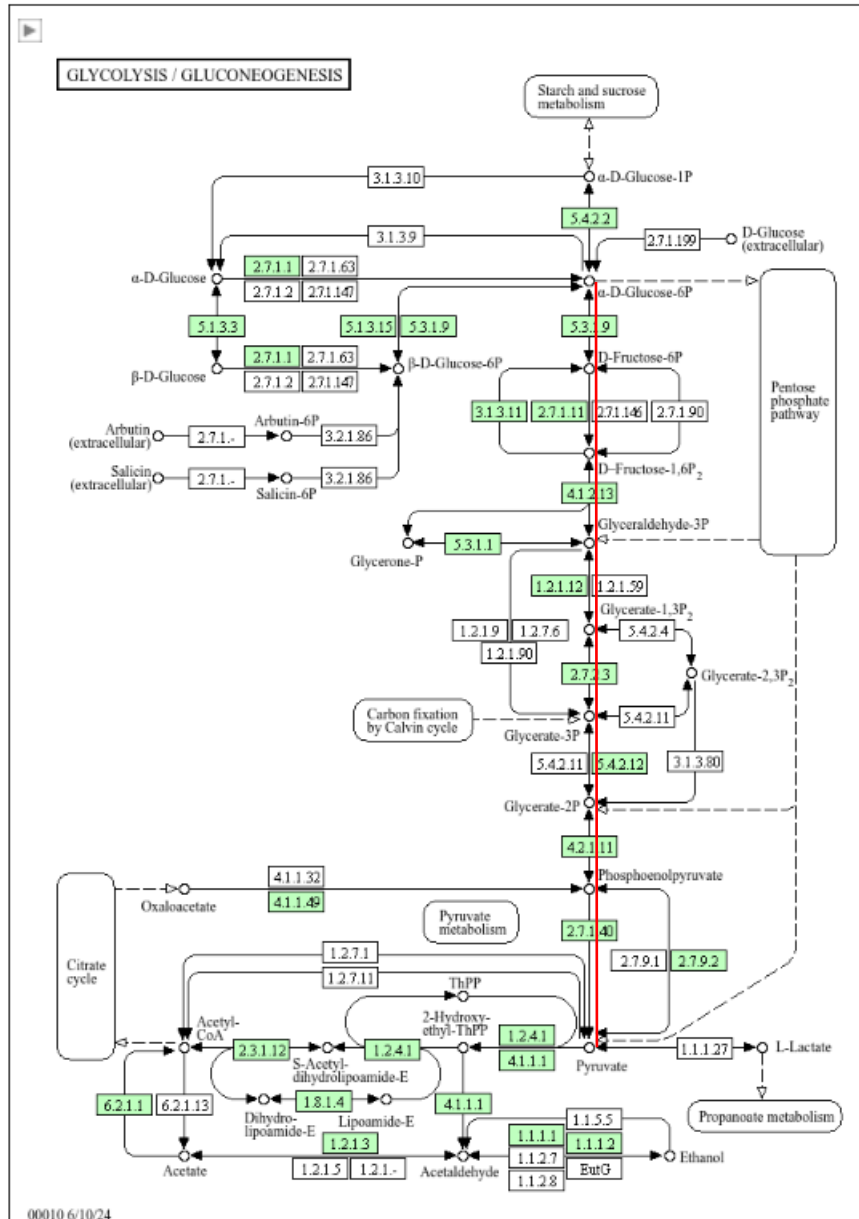 GLYCOLYSIS / GLUCONEOGENESIS
Starch and sucrose
metabolism
3.1.3.10
α-D-Glucose-1P
5.4.2.2
3.1.3.9
2.7.1.199
D-Glucose
(extracellular)
α-D-Glucose
2.7.1.1
2.7.1.63
2.7.1.2
2.7.1.147
α-D-Glucose-6P
5.1.3.3
5.1.3.15
5.3.1.9
5.3.1.9
β-D-Glucose
2.7.1.1
2.7.1.63
2.7.1.2
2.7.1.147
β-D-Glucose-6P
D-Fructose-6P
Pentose
phosphate
pathway
3.1.3.11
2.7.1.11
2.7.1.146
2.7.1.90
Arbutin
(extracellular)
2.7.1.-
Arbutin-6P
3.2.1.86
Salicin
(extracellular)
2.7.1.-
Salicin-6P
3.2.1.86
D-Fructose-1,6P2
4.1.2.13
Glyceraldehyde-3P
Glycerone-P
5.3.1.1
1.2.1.12
1.2.1.59
Glycerate-1,3P2
1.2.1.9
1.2.7.6
1.2.1.90
5.4.2.4
2.7.2.3
Glycerate-2,3P2
Carbon fixation
by Calvin cycle
Glycerate-3P
5.4.2.11
5.4.2.11
5.4.2.12
3.1.3.80
Glycerate-2P
4.2.1.11
Phosphoenolpyruvate
4.1.1.32
4.1.1.49
Oxaloacetate
Pyruvate
metabolism
2.7.1.40
Citrate
cycle
1.2.7.1
1.2.7.11
2.7.9.1
2.7.9.2
ThPP
Acetyl-
CoA
2-Hydroxy-
ethyl-ThPP
2.3.1.12
1.2.4.1
1.2.4.1
4.1.1.1
S-Acetyl-
dihydrolipoamide-E
Pyruvate
1.1.1.27
L-Lactate
6.2.1.1
6.2.1.13
1.8.1.4
4.1.1.1
Dihydro-
lipoamide-E
Lipoamide-E
Propanoate metabolism
1.2.1.3
1.2.1.5
1.2.1.-
Acetate
Acetaldehyde
1.1.5.5
1.1.1.1
1.1.1.2
1.1.2.7
EutG
1.1.2.8
Ethanol
00010 6/10/24